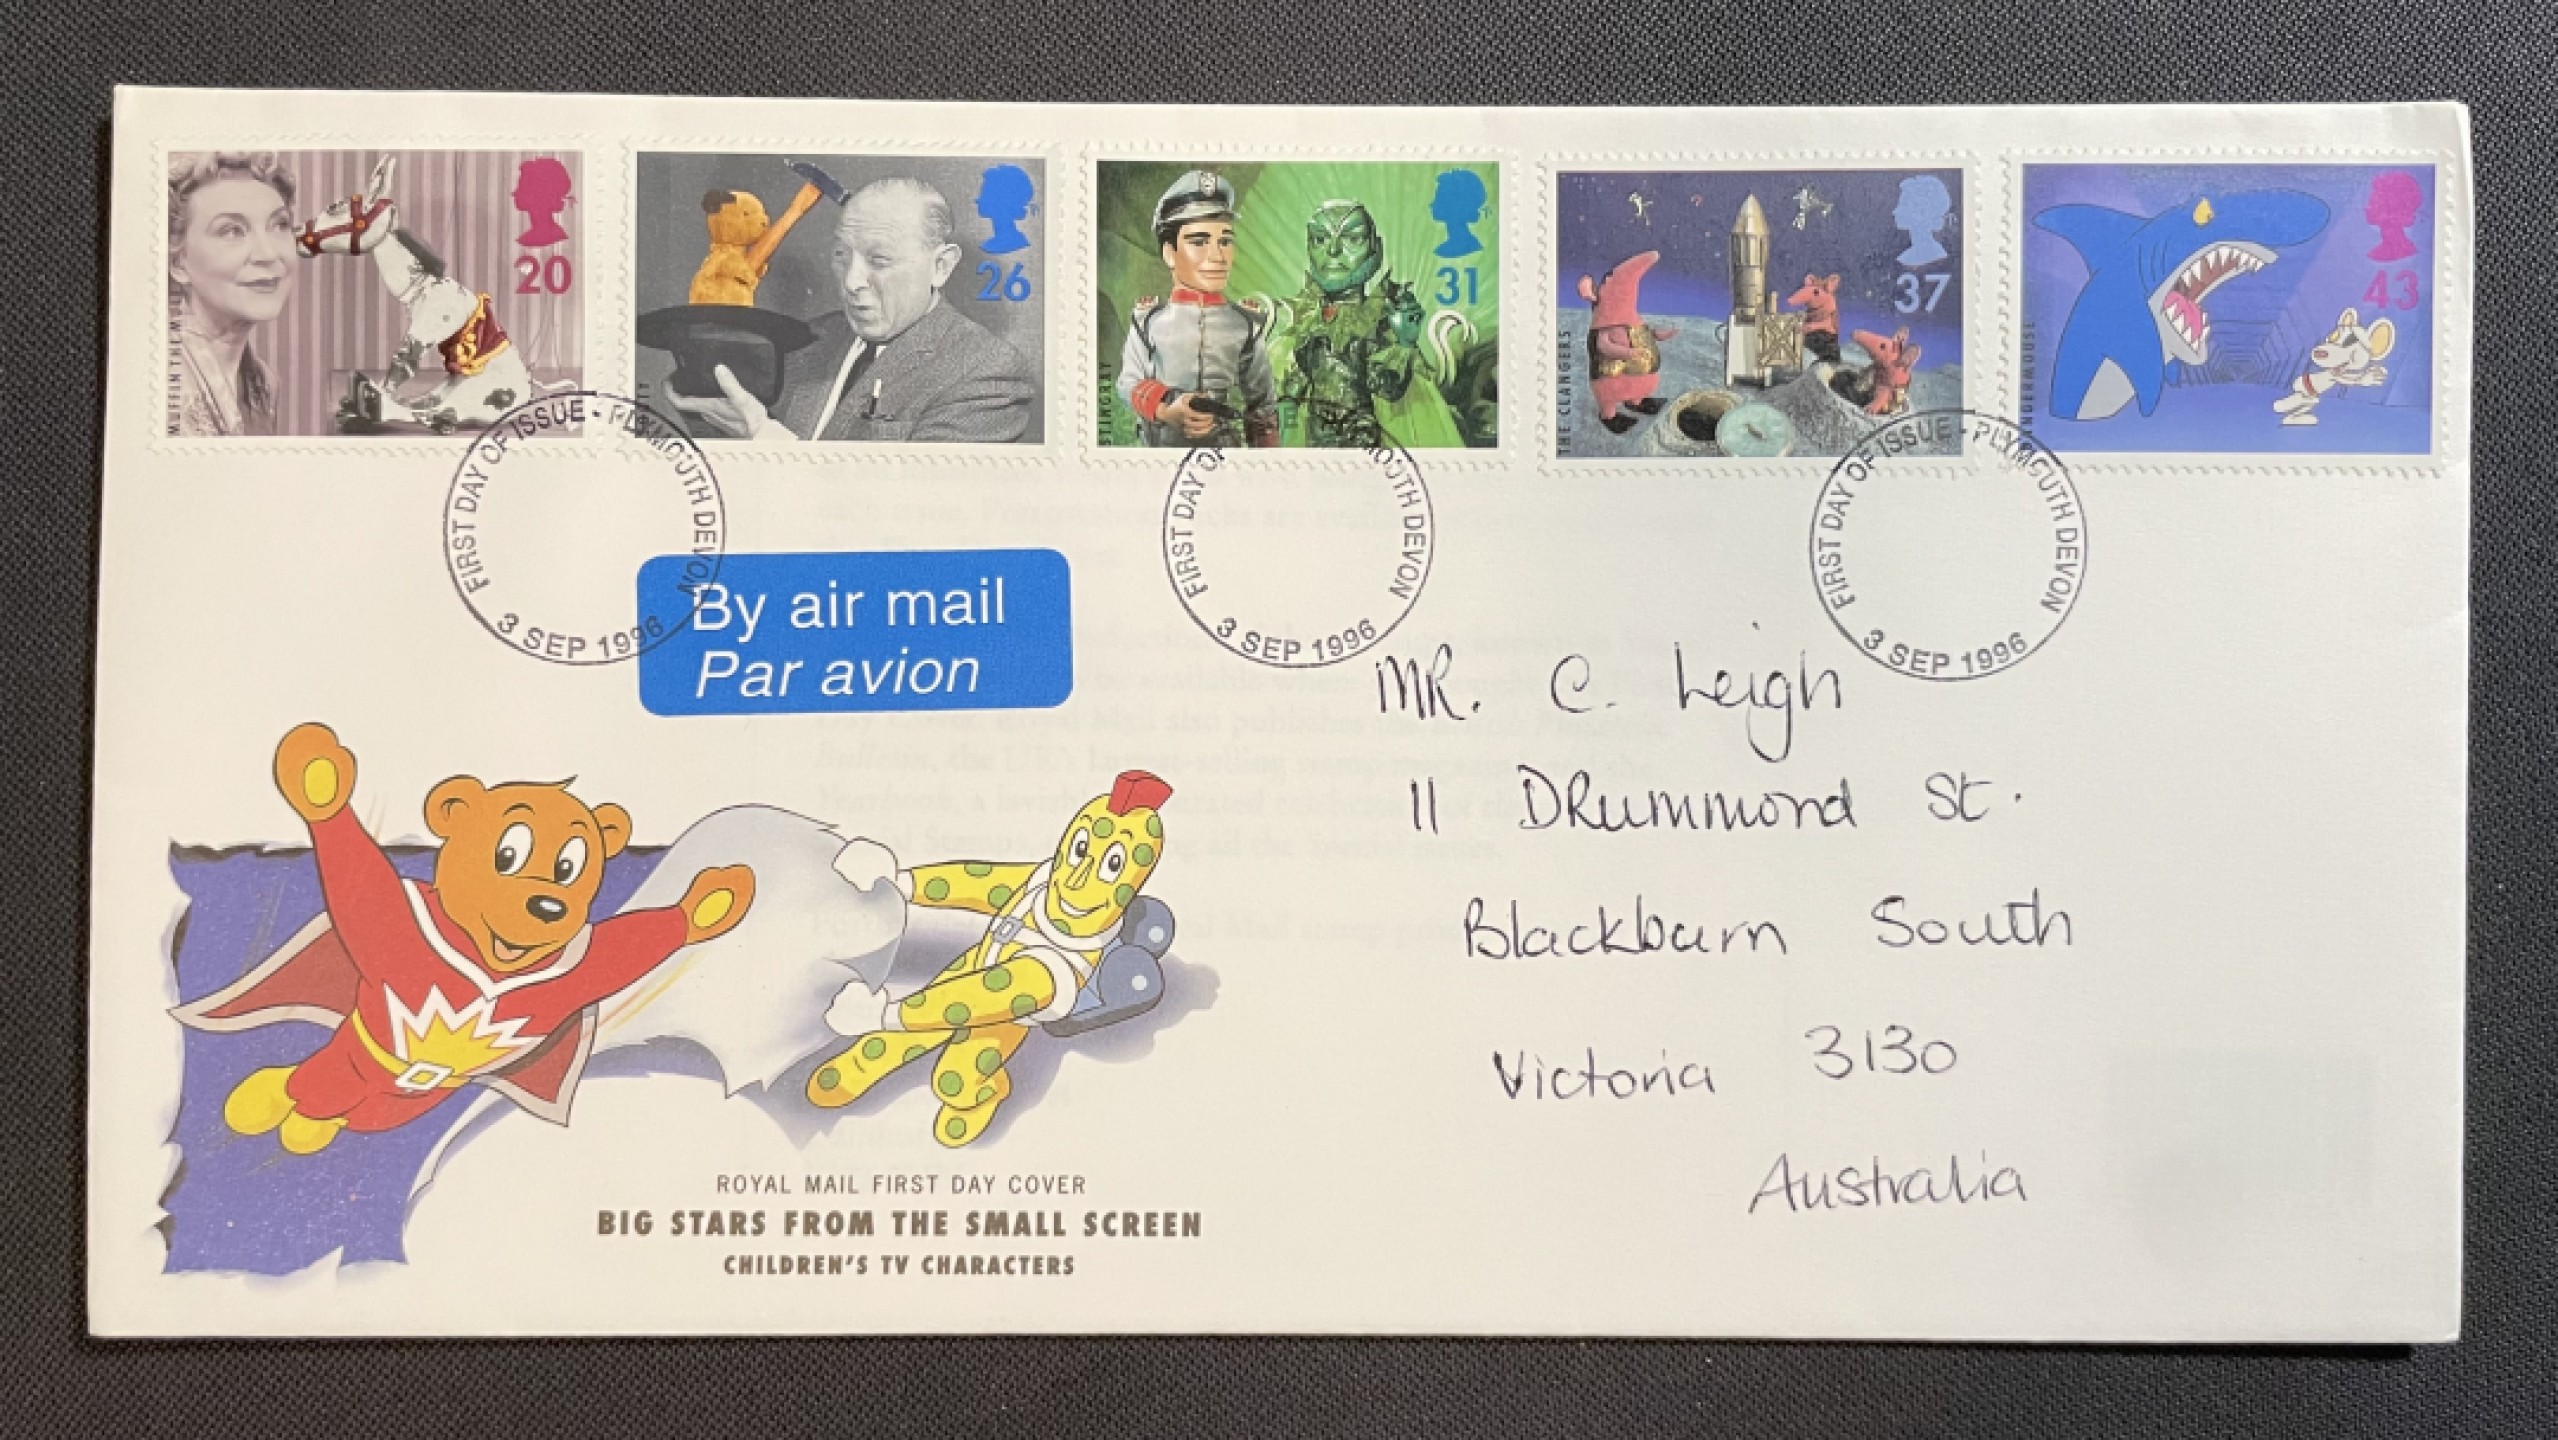 MUFFIN THE MULE
20
26
STINGRAY
31
THE CLANGERS
37
DANGERMOUSE
43
FIRST DAY OF ISSUE - PLYMOUTH DEVON
3 SEP 1996
FIRST DAY OF MOUTH DEVON
3 SEP 1996
FIRST DAY OF ISSUE - PLYMOUTH DEVON
3 SEP 1996
By air mail
Par avion
MR. C. Leigh
11 DRummond St.
Blackburn South
Victoria 3130
Australia
ROYAL MAIL FIRST DAY COVER
BIG STARS FROM THE SMALL SCREEN
CHILDREN'S TV CHARACTERS